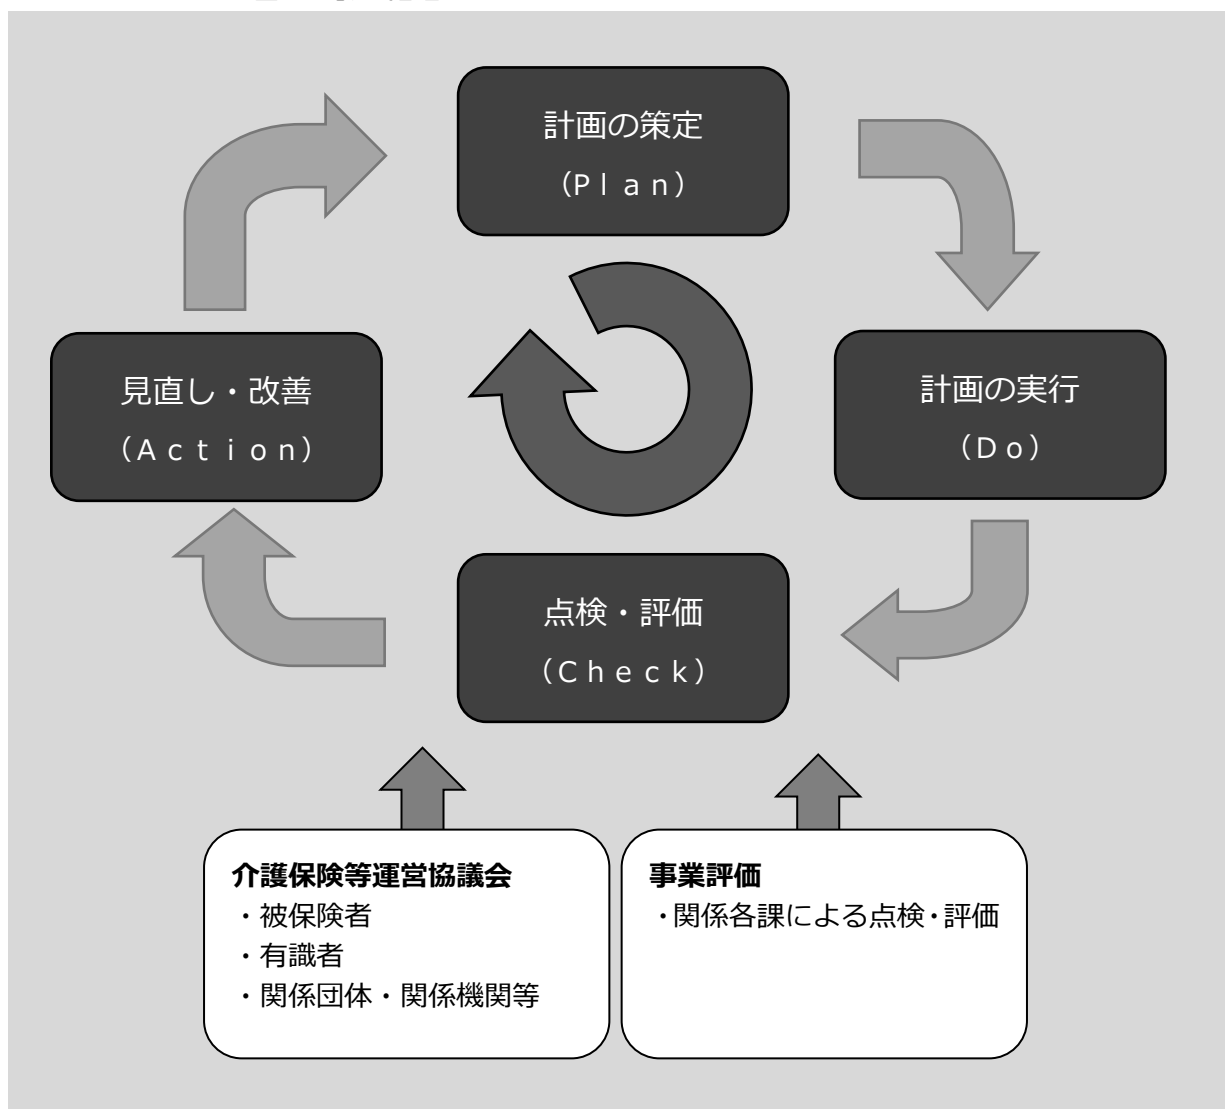 計画の策定
（Ｐｌａｎ）
見直し・改善
（Ａｃｔｉｏｎ）
計画の実行
（Ｄｏ）
点検・評価
（Ｃｈｅｃｋ）
介護保険等運営協議会
・被保険者
・有識者
・関係団体・関係機関等
事業評価
・関係各課による点検・評価